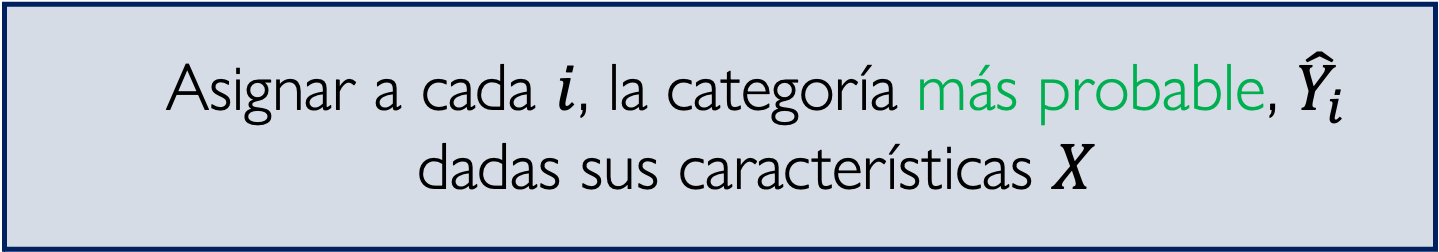 Asignar a cada i, la categoría más probable, Ŷᵢ
dadas sus características X